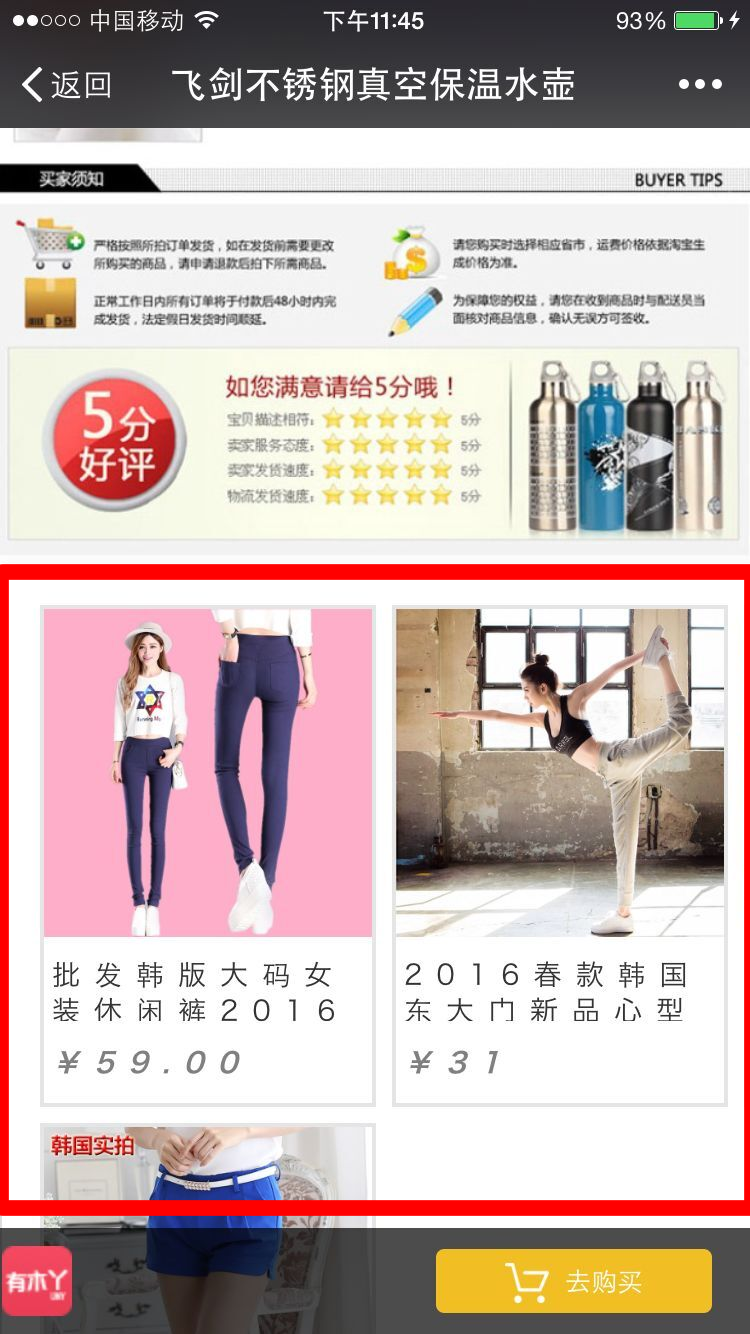 中国移动
下午11:45
93%
返回
飞剑不锈钢真空保温水壶
买家须知
BUYER TIPS
严格按照所拍订单发货，如在发货前需要更改
所购买的商品，请申请退款后拍下所需商品。
请您购买时选择相应省市，运费价格依据淘宝生
成价格为准。
正常工作日内所有订单将于付款后48小时内完
成发货，法定假日发货时间顺延。
为保障您的权益，请您在收到商品时与配送员当
面核对商品信息，确认无误方可签收。
5分
好评
如您满意请给5分哦！
宝贝描述相符： 5分
卖家服务态度： 5分
卖家发货速度： 5分
物流发货速度： 5分
批发韩版大码女
装休闲裤2016
¥59.00
2016春款韩国
东大门新品心型
¥31
韩国实拍
有木丫
去购买